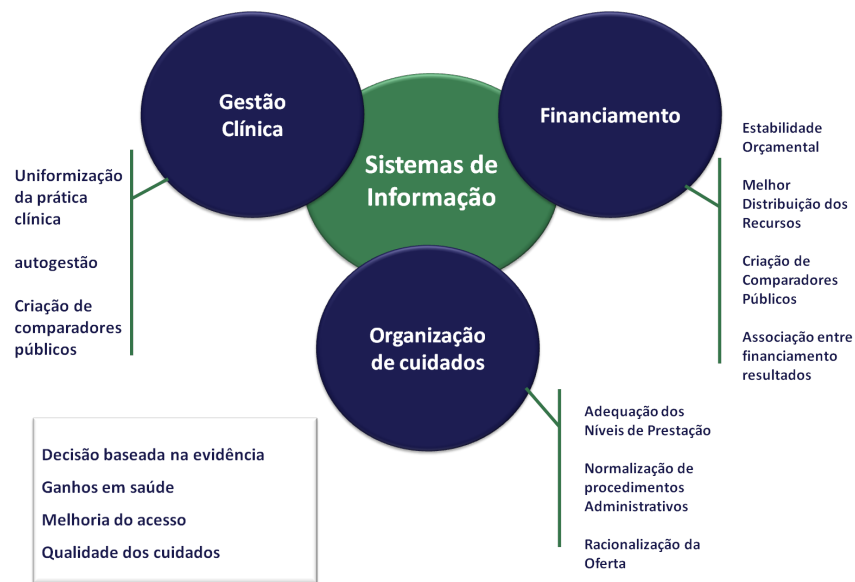 Gestão
Clínica
Financiamento
Sistemas de
Informação
Organização
de cuidados
Uniformização
da prática
clínica
autogestão
Criação de
comparadores
públicos
Estabilidade
Orçamental
Melhor
Distribuição dos
Recursos
Criação de
Comparadores
Públicos
Associação entre
financiamento
resultados
Adequação dos
Níveis de Prestação
Normalização de
procedimentos
Administrativos
Racionalização da
Oferta
Decisão baseada na evidência
Ganhos em saúde
Melhoria do acesso
Qualidade dos cuidados